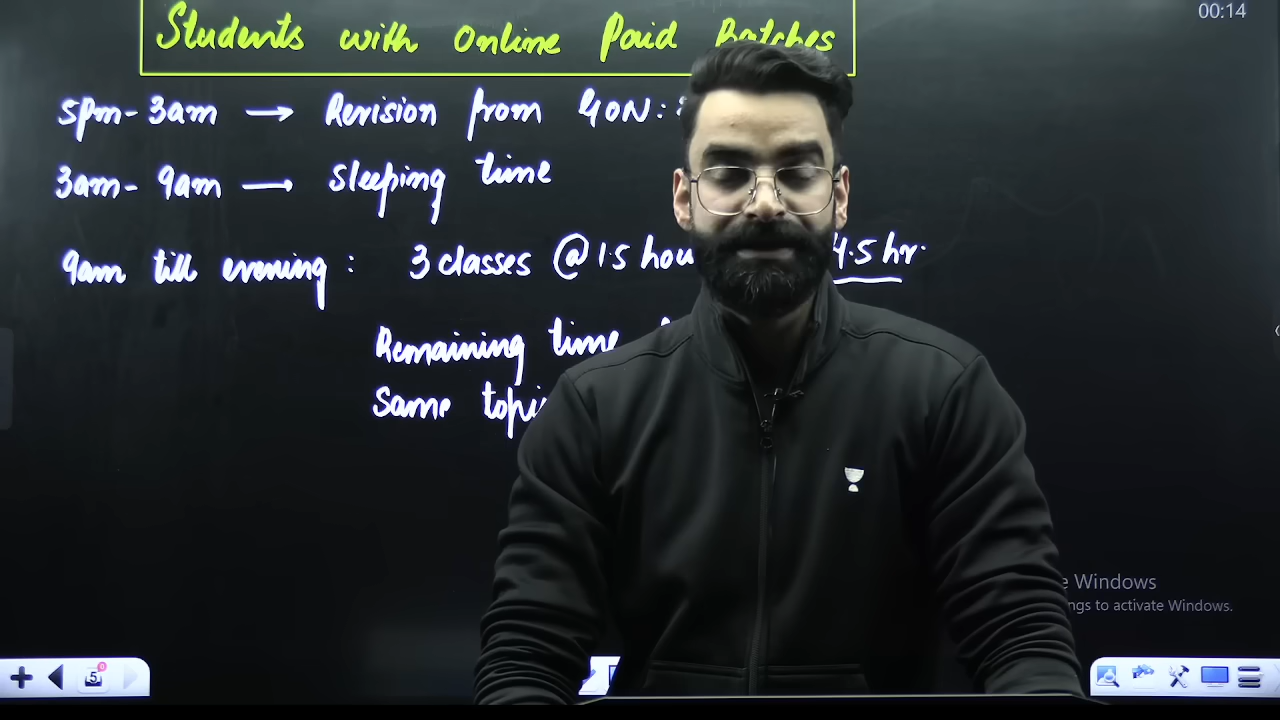 00:14
Students with Online Paid Batches
5pm - 3am → Revision from
3am - 9am → Sleeping time
9am till evening : 3 classes @ 1.5 hou 4.5 hr.
Remaining time
Same topi
e Windows
ngs to activate Windows.
5
0